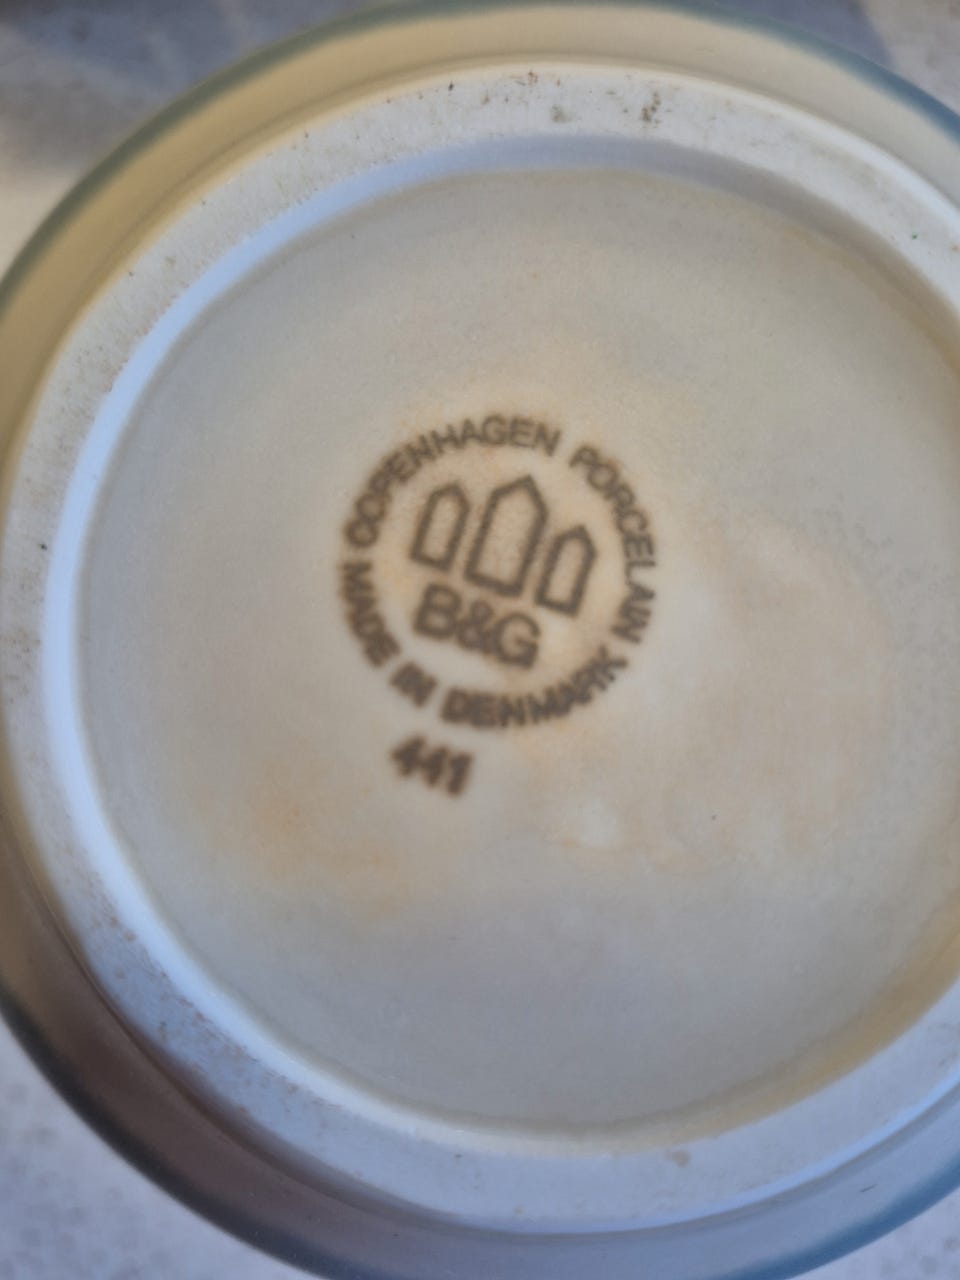 COPENHAGEN PORCELAIN
B&G
MADE IN DENMARK
441